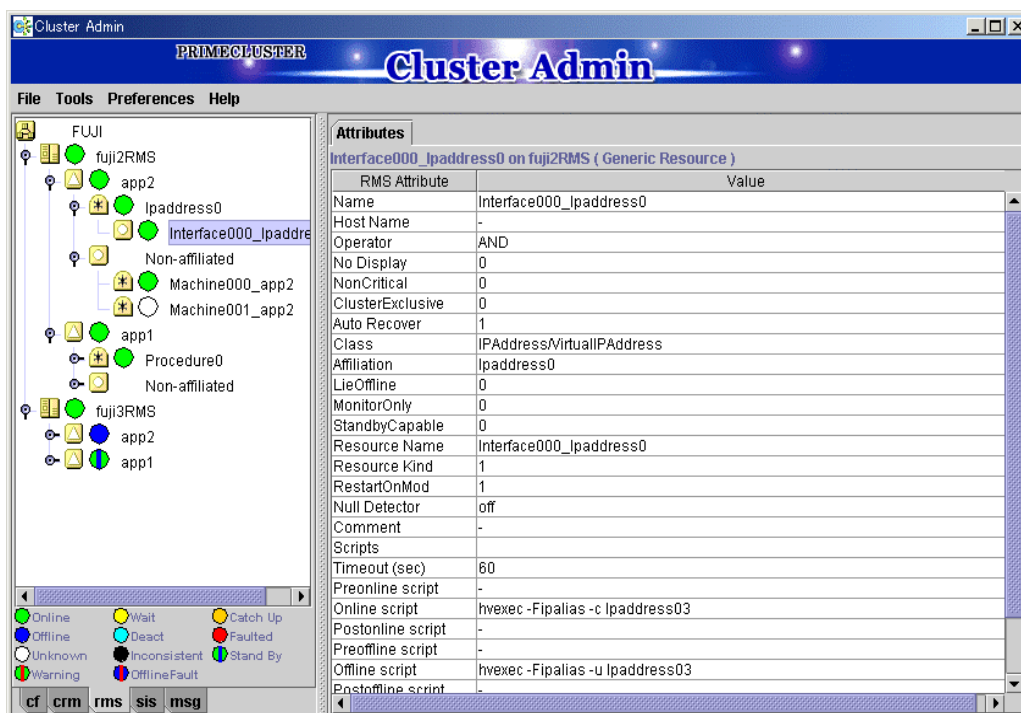 Cluster Admin
PRIMECLUSTER
Cluster Admin
File Tools Preferences Help
FUJI
fuji2RMS
app2
Ipaddress0
Interface000_Ipaddre
Non-affiliated
Machine000_app2
Machine001_app2
app1
Procedure0
Non-affiliated
fuji3RMS
app2
app1
Online Wait Catch Up
Offline Deact Faulted
Unknown Inconsistent Stand By
Warning OfflineFault
cf crm rms sis msg
Attributes
Interface000_Ipaddress0 on fuji2RMS ( Generic Resource )
RMS Attribute Value
Name Interface000_Ipaddress0
Host Name -
Operator AND
No Display 0
NonCritical 0
ClusterExclusive 0
Auto Recover 1
Class IPAddress/VirtualIPAddress
Affiliation Ipaddress0
LieOffline 0
MonitorOnly 0
StandbyCapable 0
Resource Name Interface000_Ipaddress0
Resource Kind 1
RestartOnMod 1
Null Detector off
Comment -
Scripts
Timeout (sec) 60
Preonline script -
Online script hvexec -Fipalias -c Ipaddress03
Postonline script -
Preoffline script -
Offline script hvexec -Fipalias -u Ipaddress03
Postoffline script -